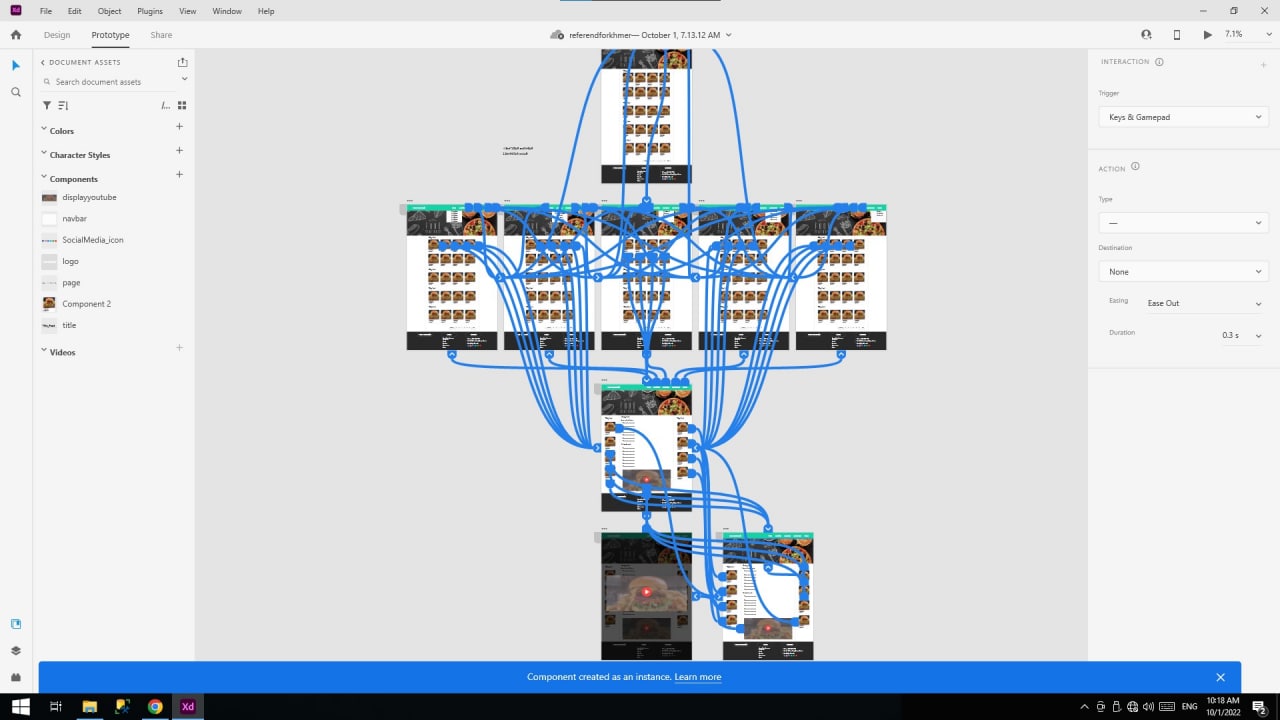 Xd File Edit Object Plugins View Window Help
Design Prototype Share
referendforkhmer— October 1, 7.13.12 AM
7.1%
DOCUMENT ASSETS
Search document assets
Colors
Character Styles
Components
displayyoutube
navbar
SocialMedia_icon
logo
page
Component 2
title
Videos
INTERACTION
Trigger
Keys & Gamepad
ACTION
Type
—
Destination
None
Easing Ease Out
Duration 0.3 s
Component created as an instance. Learn more
Xd
ENG
10:18 AM
10/1/2022
2